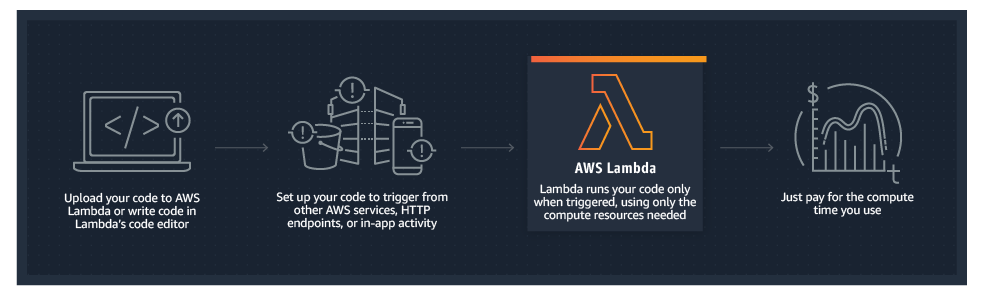 </>
Upload your code to AWS
Lambda or write code in
Lambda's code editor
!
!
!
Set up your code to trigger from
other AWS services, HTTP
endpoints, or in-app activity
AWS Lambda
Lambda runs your code only
when triggered, using only the
compute resources needed
$
t
Just pay for the compute
time you use